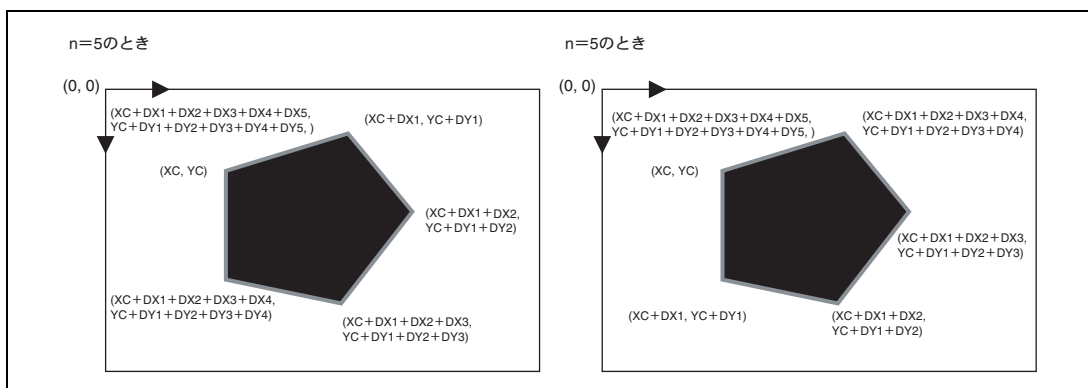 n=5のとき
(0, 0)
(XC+DX1+DX2+DX3+DX4+DX5,
YC+DY1+DY2+DY3+DY4+DY5, )
(XC+DX1, YC+DY1)
(XC, YC)
(XC+DX1+DX2,
YC+DY1+DY2)
(XC+DX1+DX2+DX3+DX4,
YC+DY1+DY2+DY3+DY4)
(XC+DX1+DX2+DX3,
YC+DY1+DY2+DY3)
n=5のとき
(0, 0)
(XC+DX1+DX2+DX3+DX4+DX5,
YC+DY1+DY2+DY3+DY4+DY5, )
(XC+DX1+DX2+DX3+DX4,
YC+DY1+DY2+DY3+DY4)
(XC, YC)
(XC+DX1+DX2+DX3,
YC+DY1+DY2+DY3)
(XC+DX1, YC+DY1)
(XC+DX1+DX2,
YC+DY1+DY2)